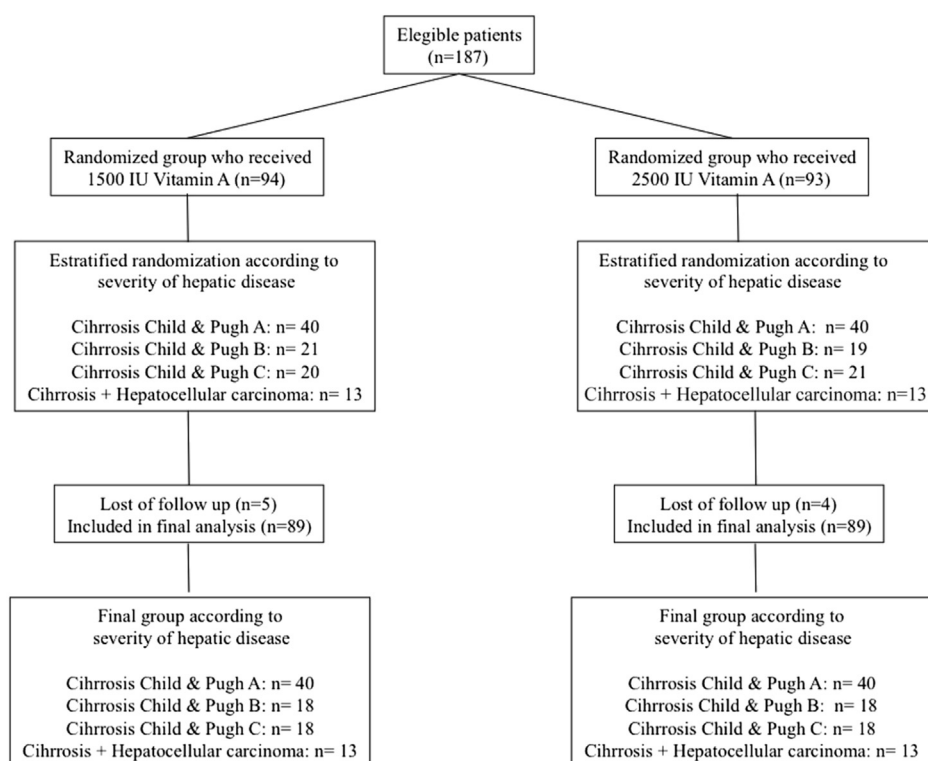 Elegible patients
(n=187)
Randomized group who received
1500 IU Vitamin A (n=94)
Randomized group who received
2500 IU Vitamin A (n=93)
Estratified randomization according to
severity of hepatic disease
Cihrrosis Child & Pugh A: n= 40
Cihrrosis Child & Pugh B: n= 21
Cihrrosis Child & Pugh C: n= 20
Cihrrosis + Hepatocellular carcinoma: n= 13
Estratified randomization according to
severity of hepatic disease
Cihrrosis Child & Pugh A: n= 40
Cihrrosis Child & Pugh B: n= 19
Cihrrosis Child & Pugh C: n= 21
Cihrrosis + Hepatocellular carcinoma: n=13
Lost of follow up (n=5)
Included in final analysis (n=89)
Lost of follow up (n=4)
Included in final analysis (n=89)
Final group according to
severity of hepatic disease
Cihrrosis Child & Pugh A: n= 40
Cihrrosis Child & Pugh B: n= 18
Cihrrosis Child & Pugh C: n= 18
Cihrrosis + Hepatocellular carcinoma: n= 13
Final group according to
severity of hepatic disease
Cihrrosis Child & Pugh A: n= 40
Cihrrosis Child & Pugh B: n= 18
Cihrrosis Child & Pugh C: n= 18
Cihrrosis + Hepatocellular carcinoma: n= 13